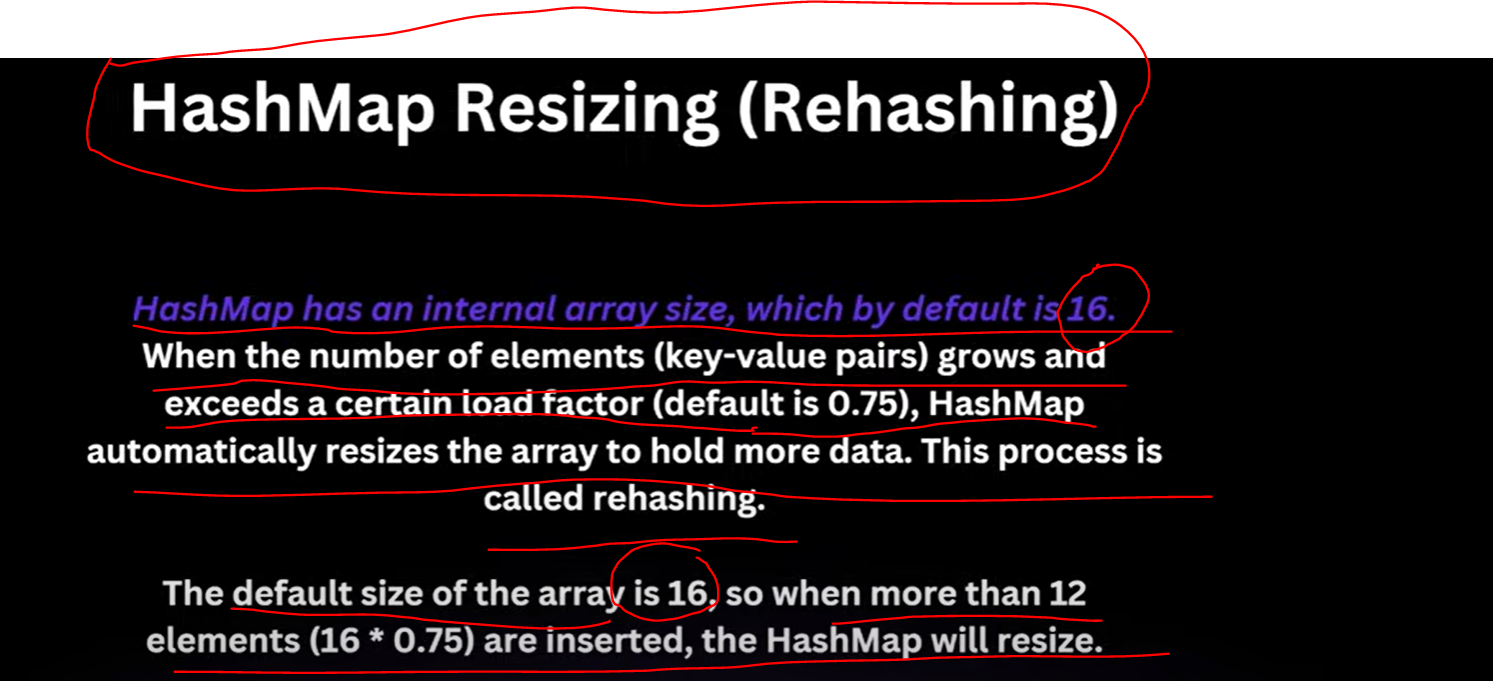 HashMap Resizing (Rehashing)
HashMap has an internal array size, which by default is 16.
When the number of elements (key-value pairs) grows and
exceeds a certain load factor (default is 0.75), HashMap
automatically resizes the array to hold more data. This process is
called rehashing.
The default size of the array is 16, so when more than 12
elements (16 * 0.75) are inserted, the HashMap will resize.